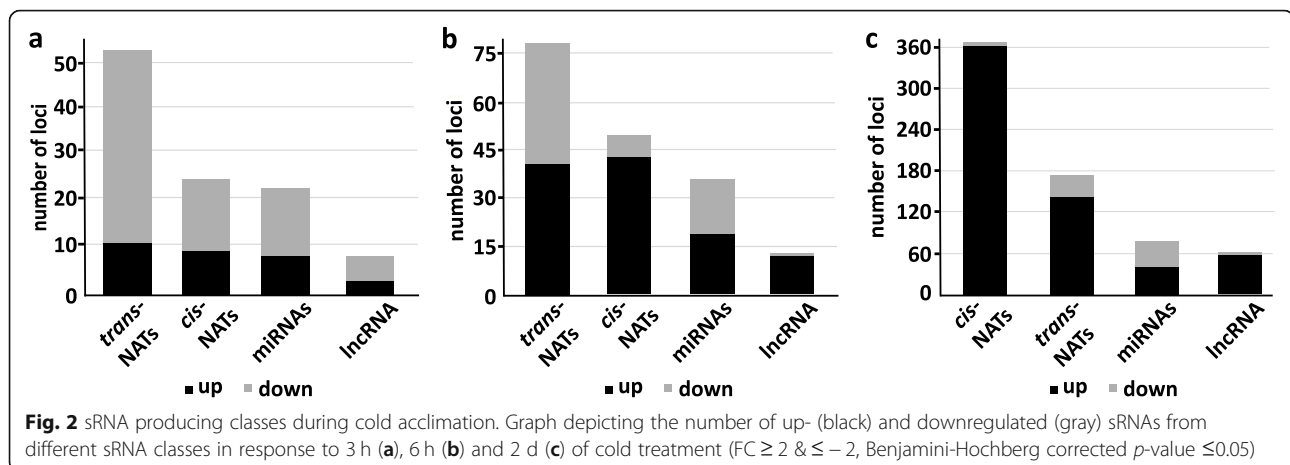 a
number of loci
50
40
30
20
10
0
trans-
NATs
cis-
NATs
miRNAs
lncRNA
■ up ■ down
b
number of loci
75
60
45
30
15
0
trans-
NATs
cis-
NATs
miRNAs
lncRNA
■ up ■ down
c
number of loci
360
300
240
180
120
60
0
cis-
NATs
trans-
NATs
miRNAs
lncRNA
■ up ■ down
Fig. 2 sRNA producing classes during cold acclimation. Graph depicting the number of up- (black) and downregulated (gray) sRNAs from
different sRNA classes in response to 3 h (a), 6 h (b) and 2 d (c) of cold treatment (FC ≥ 2 & ≤ − 2, Benjamini-Hochberg corrected p-value ≤0.05)